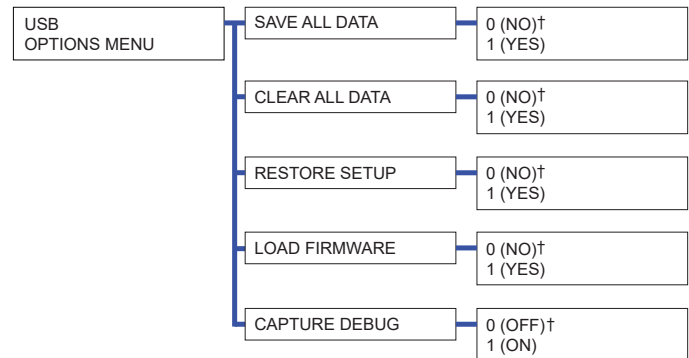 USB
OPTIONS MENU
SAVE ALL DATA
0 (NO)†
1 (YES)
CLEAR ALL DATA
0 (NO)†
1 (YES)
RESTORE SETUP
0 (NO)†
1 (YES)
LOAD FIRMWARE
0 (NO)†
1 (YES)
CAPTURE DEBUG
0 (OFF)†
1 (ON)